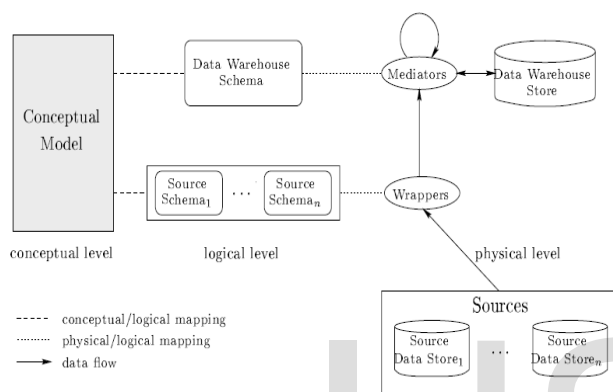 Conceptual
Model
Data Warehouse
Schema
Mediators
Data Warehouse
Store
Source
Schema1
...
Source
Scheman
Wrappers
conceptual level
logical level
physical level
Sources
Source
Data Store1
...
Source
Data Storen
conceptual/logical mapping
physical/logical mapping
data flow